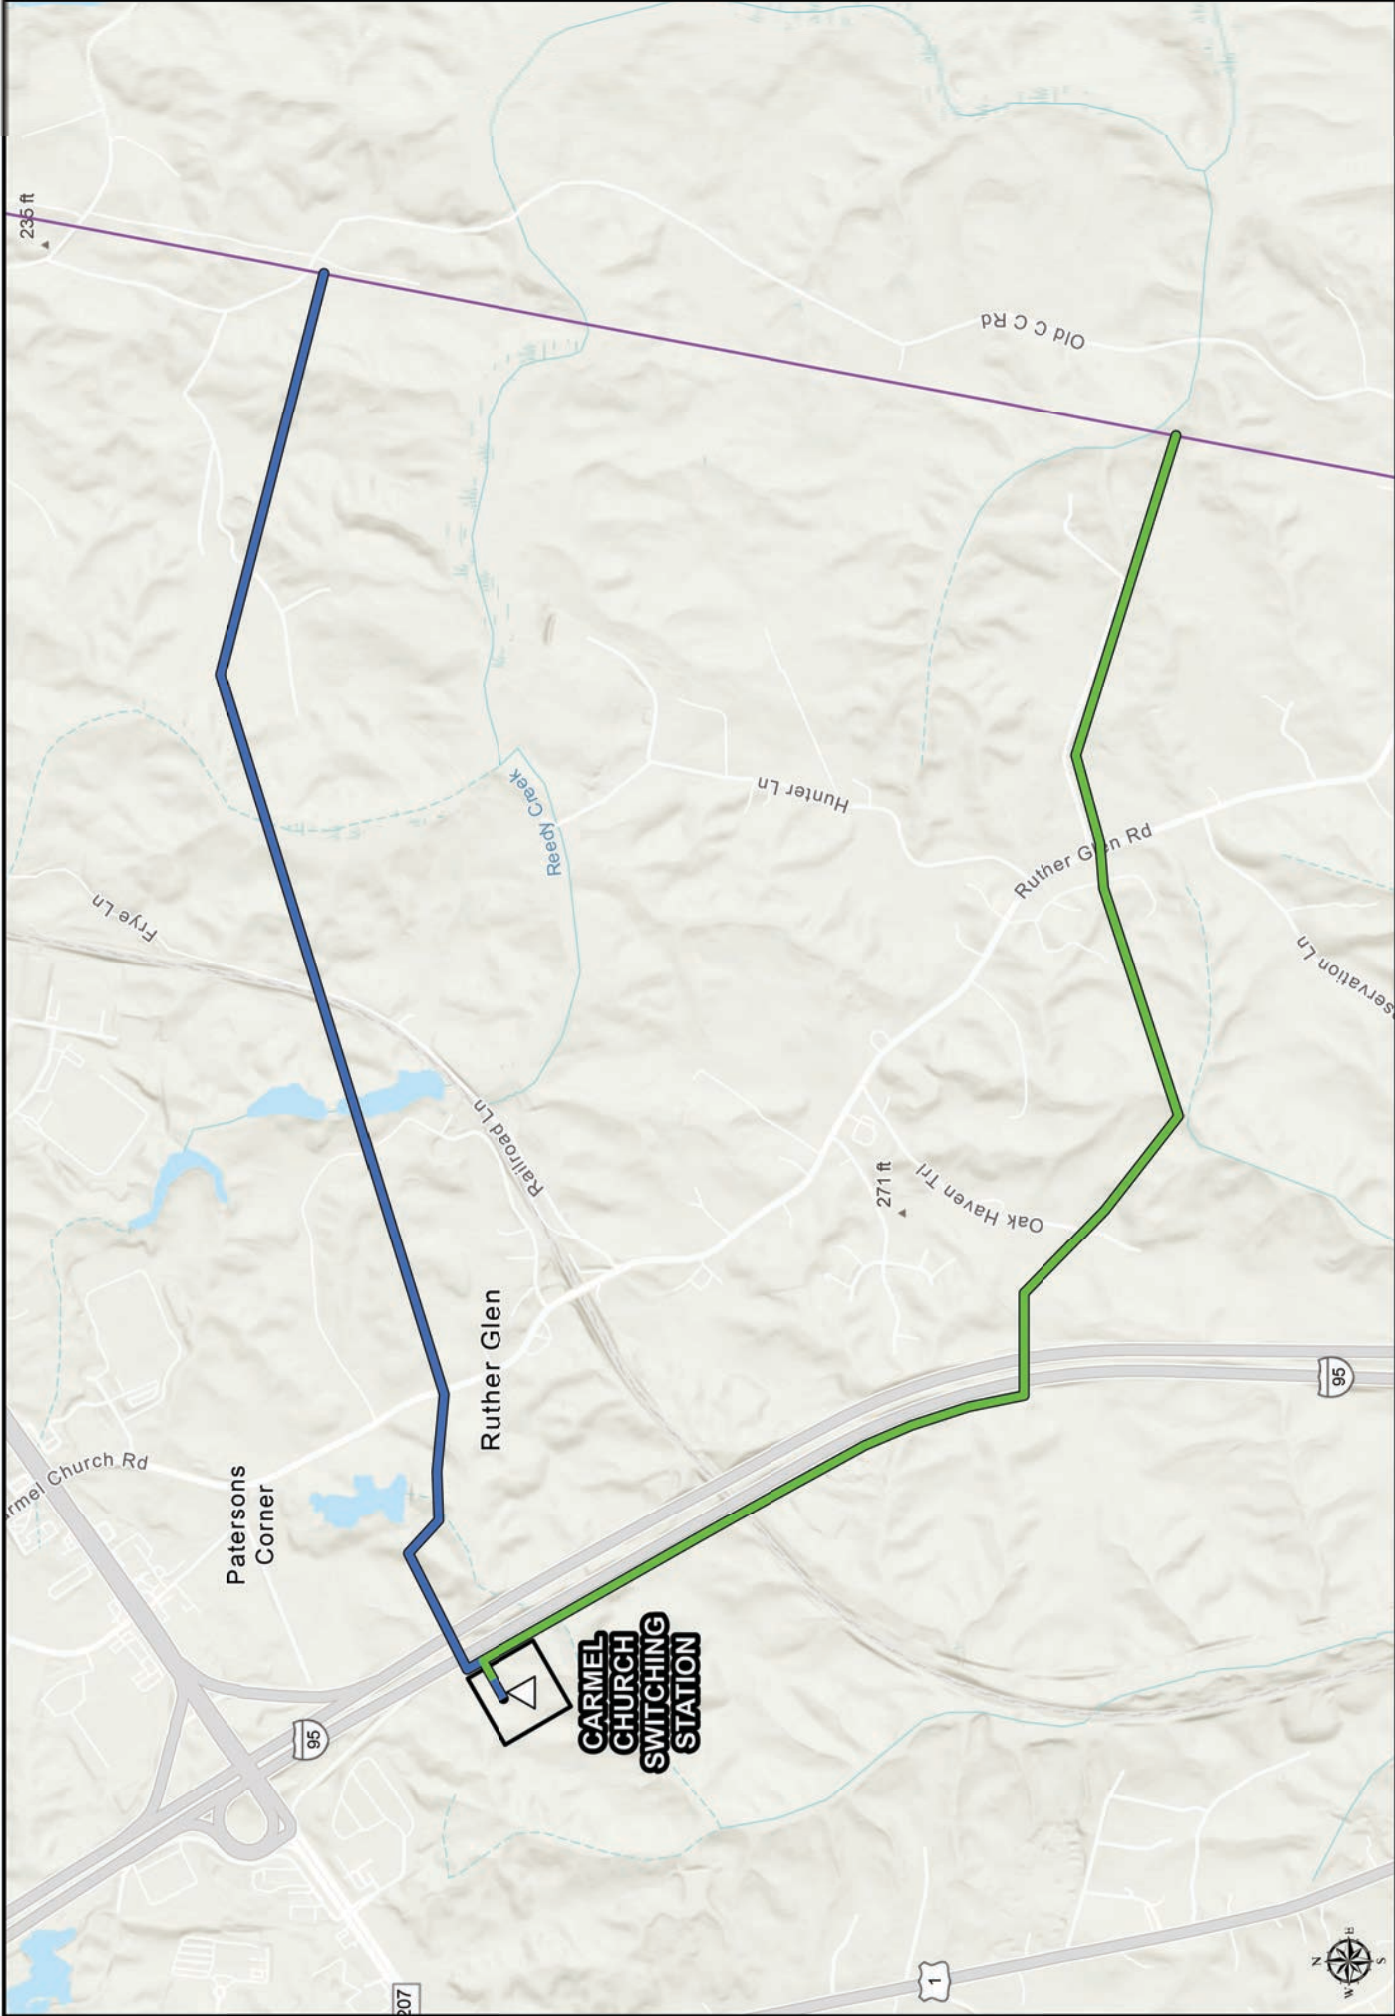 207
95
armel Church Rd
Patersons
Corner
Frye Ln
235 ft
Ruther Glen
Railroad Ln
Reedy Creek
CARMEL
CHURCH
SWITCHING
STATION
Hunter Ln
271 ft
Oak Haven Trl
Old C C Rd
Ruther Glen Rd
1
95
servation Ln
N
E
S
W